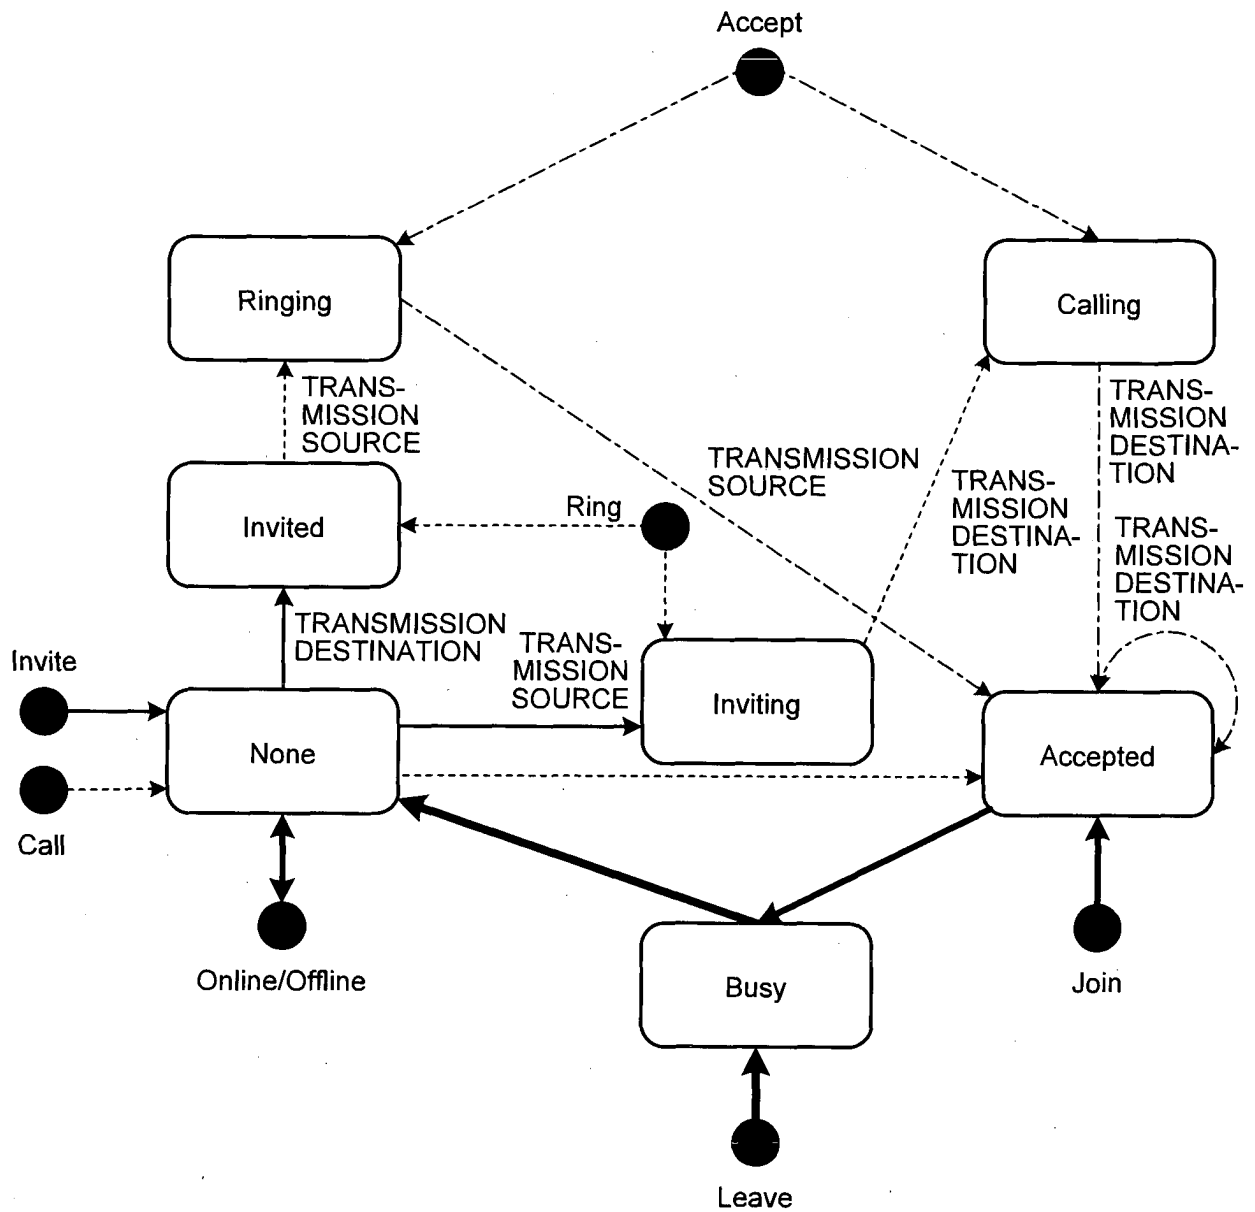 Accept
Ringing
Calling
TRANS-
MISSION
SOURCE
TRANS-
MISSION
DESTINA-
TION
TRANSMISSION
SOURCE
TRANS-
MISSION
DESTINA-
TION
Invited
Ring
TRANS-
MISSION
DESTINA-
TION
TRANSMISSION
DESTINATION
TRANS-
MISSION
SOURCE
Invite
None
Inviting
Accepted
Call
Online/Offline
Busy
Join
Leave